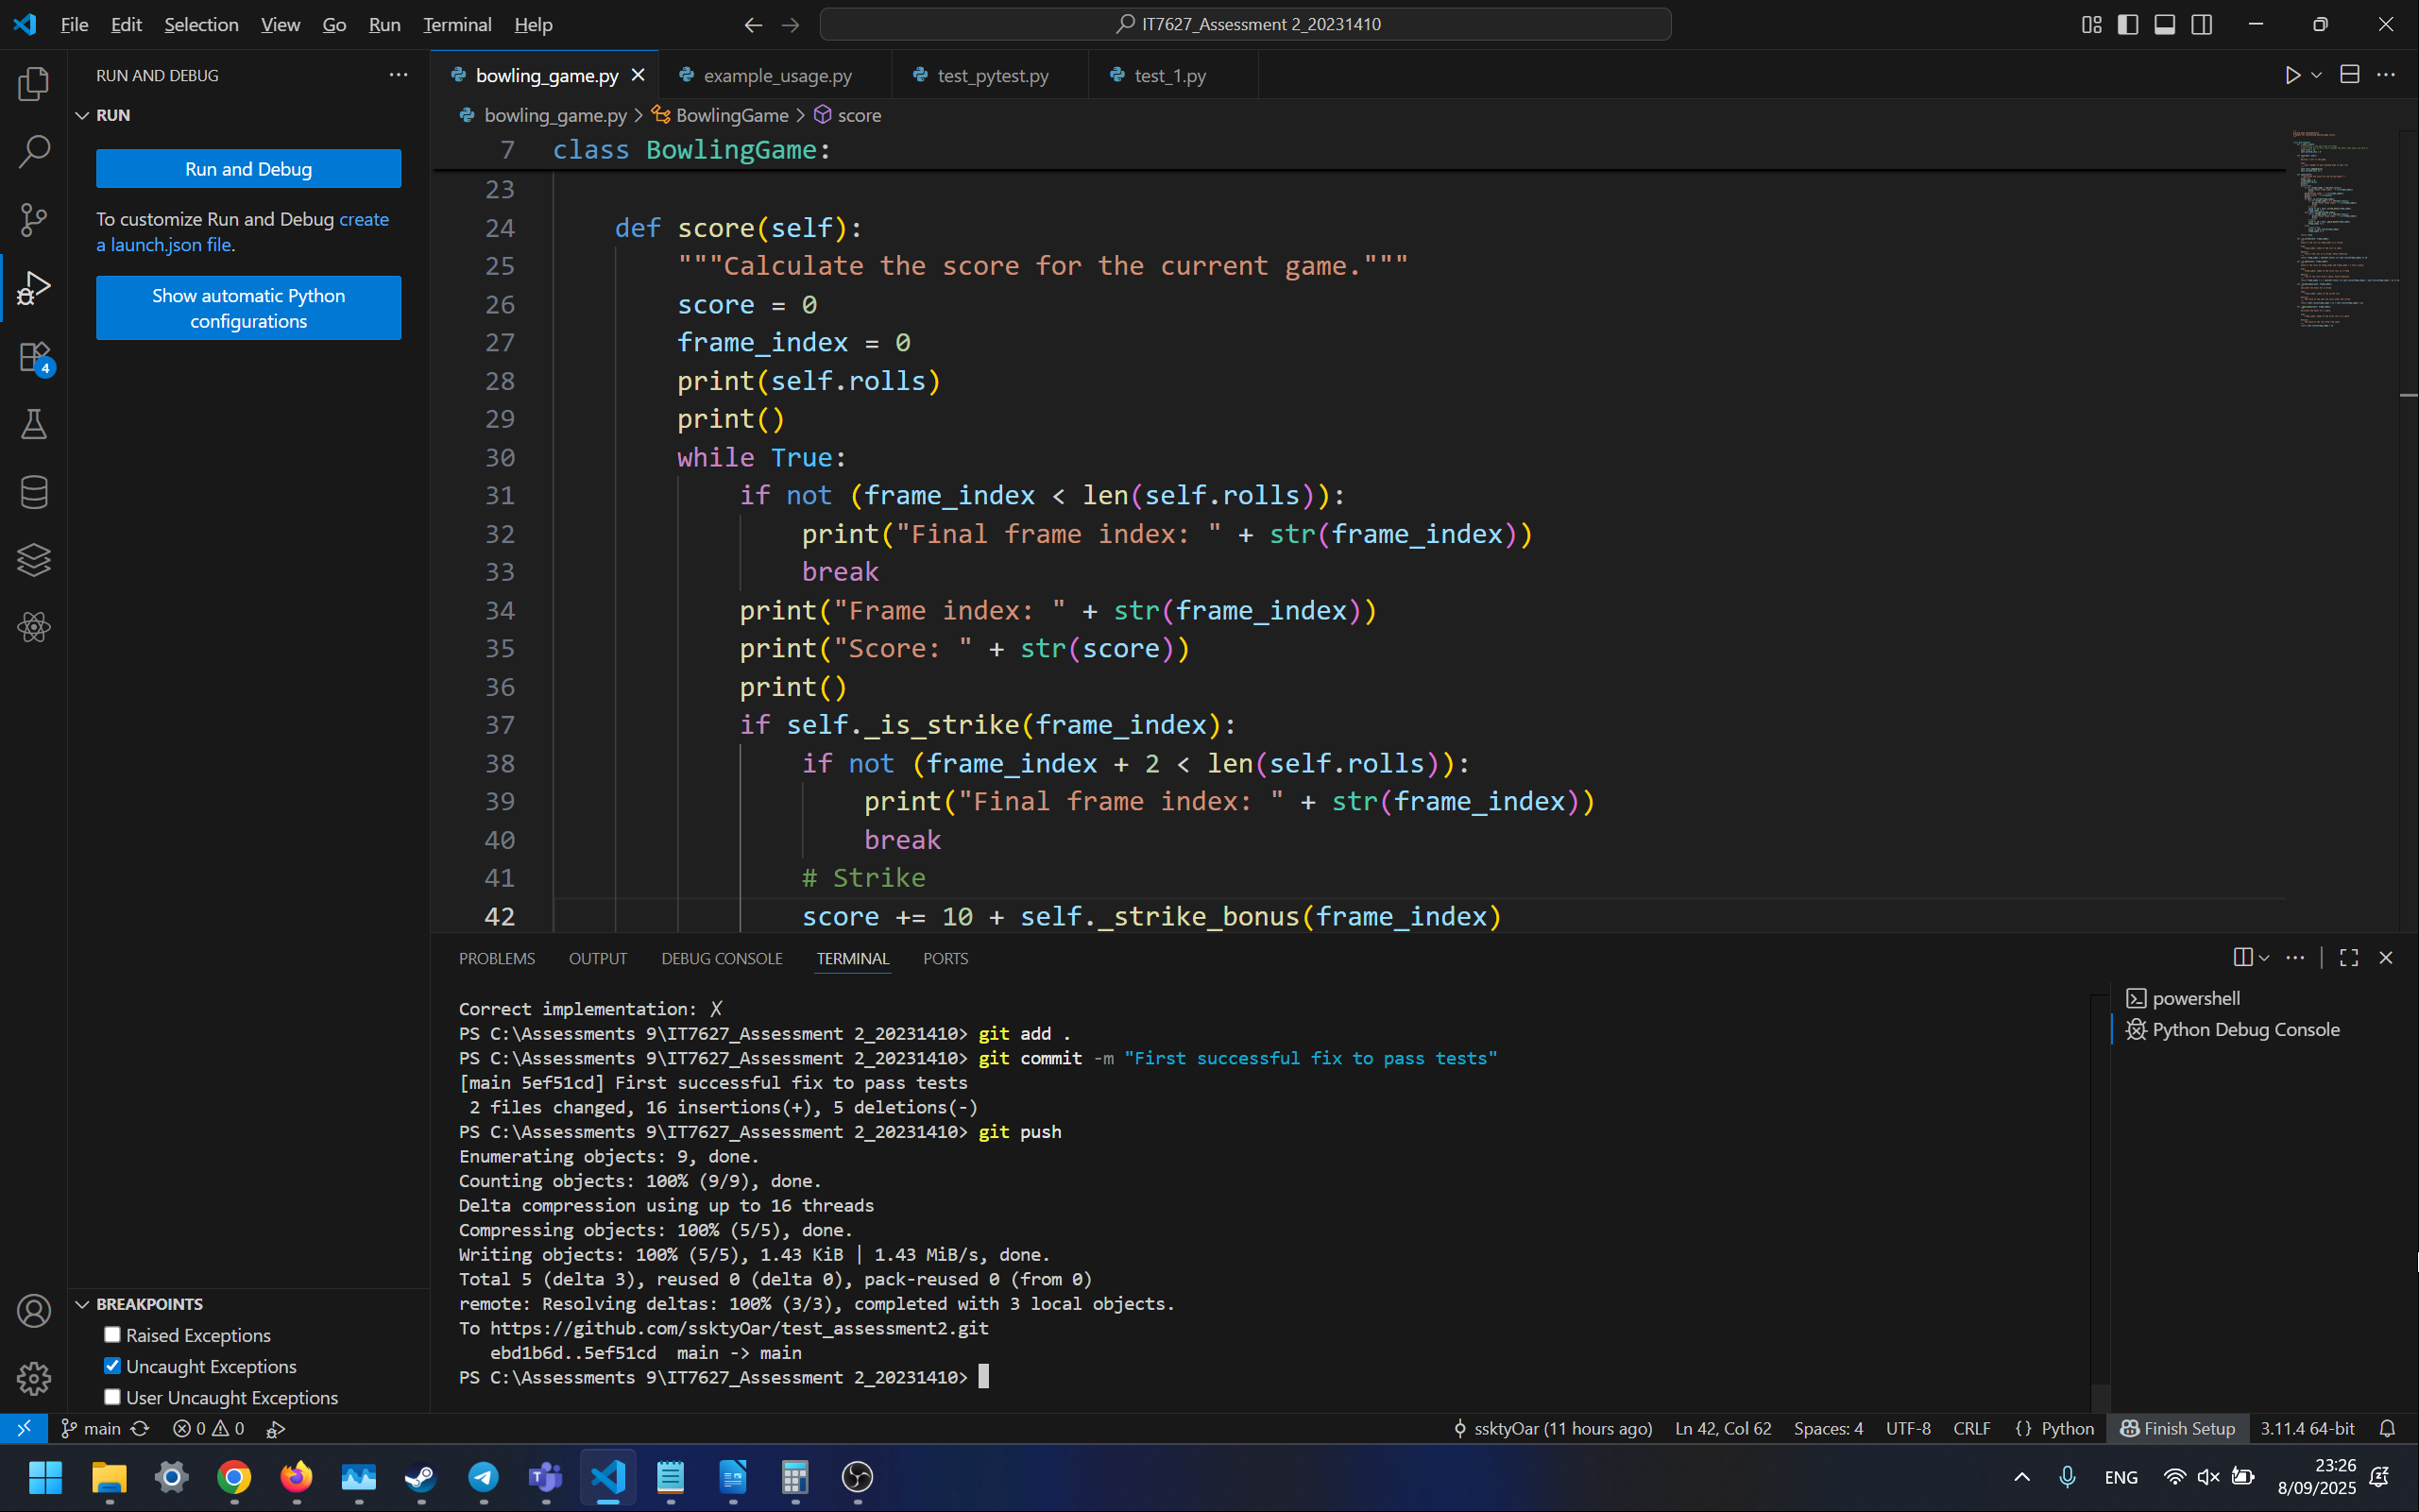 File Edit Selection View Go Run Terminal Help
IT7627_Assessment 2_20231410
RUN AND DEBUG
RUN
Run and Debug
To customize Run and Debug create
a launch.json file.
Show automatic Python
configurations
4
BREAKPOINTS
Raised Exceptions
Uncaught Exceptions
User Uncaught Exceptions
bowling_game.py
example_usage.py
test_pytest.py
test_1.py
bowling_game.py > BowlingGame > score
7 class BowlingGame:
23
24 def score(self):
25 """Calculate the score for the current game."""
26 score = 0
27 frame_index = 0
28 print(self.rolls)
29 print()
30 while True:
31 if not (frame_index < len(self.rolls)):
32 print("Final frame index: " + str(frame_index))
33 break
34 print("Frame index: " + str(frame_index))
35 print("Score: " + str(score))
36 print()
37 if self._is_strike(frame_index):
38 if not (frame_index + 2 < len(self.rolls)):
39 print("Final frame index: " + str(frame_index))
40 break
41 # Strike
42 score += 10 + self._strike_bonus(frame_index)
PROBLEMS OUTPUT DEBUG CONSOLE TERMINAL PORTS
Correct implementation: ✗
PS C:\Assessments 9\IT7627_Assessment 2_20231410> git add .
PS C:\Assessments 9\IT7627_Assessment 2_20231410> git commit -m "First successful fix to pass tests"
[main 5ef51cd] First successful fix to pass tests
2 files changed, 16 insertions(+), 5 deletions(-)
PS C:\Assessments 9\IT7627_Assessment 2_20231410> git push
Enumerating objects: 9, done.
Counting objects: 100% (9/9), done.
Delta compression using up to 16 threads
Compressing objects: 100% (5/5), done.
Writing objects: 100% (5/5), 1.43 KiB | 1.43 MiB/s, done.
Total 5 (delta 3), reused 0 (delta 0), pack-reused 0 (from 0)
remote: Resolving deltas: 100% (3/3), completed with 3 local objects.
To https://github.com/ssktyOar/test_assessment2.git
ebd1b6d..5ef51cd main -> main
PS C:\Assessments 9\IT7627_Assessment 2_20231410>
powershell
Python Debug Console
main 0 0
ssktyOar (11 hours ago) Ln 42, Col 62 Spaces: 4 UTF-8 CRLF {} Python Finish Setup 3.11.4 64-bit
ENG
23:26
8/09/2025